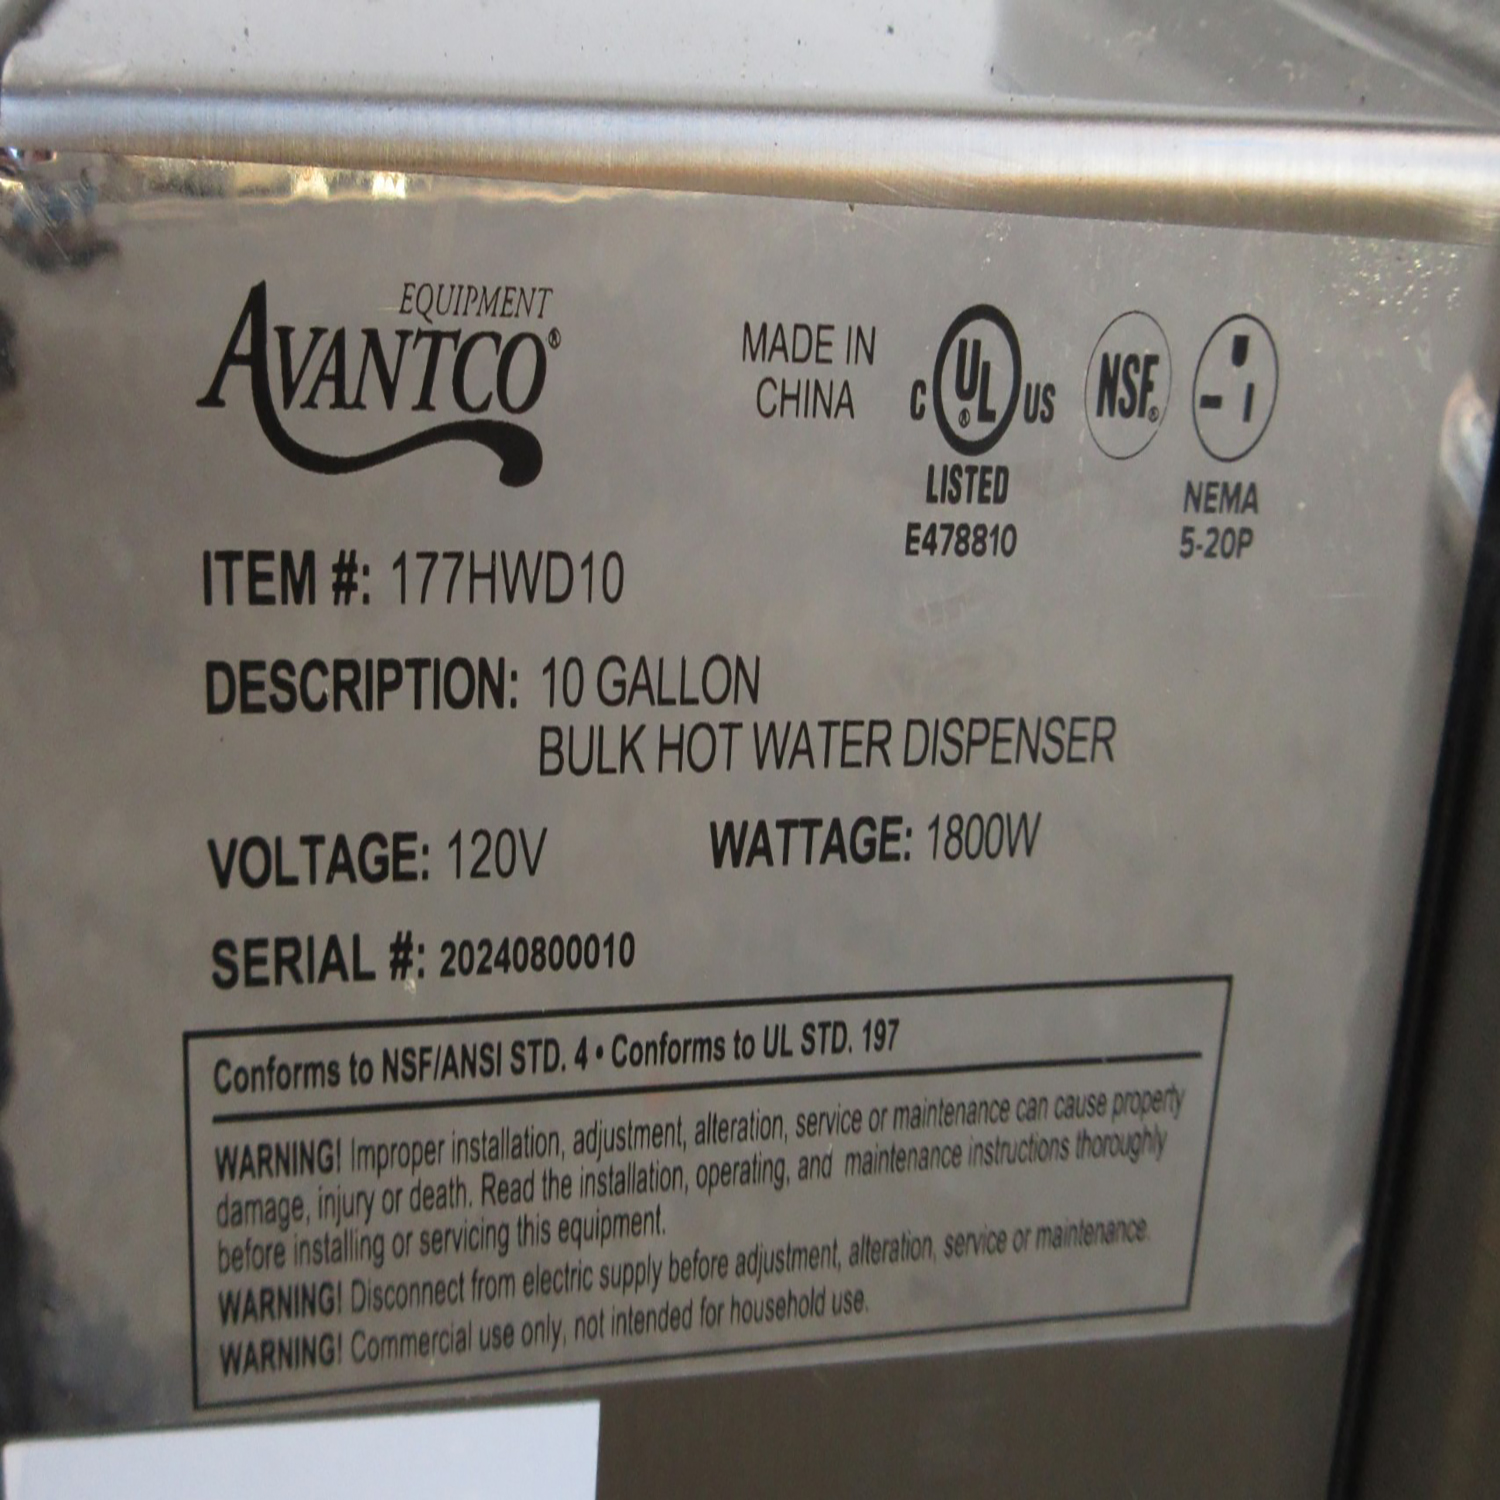 EQUIPMENT
AVANTCO®
MADE IN
CHINA
C UL® US
LISTED
E478810
NSF®
NEMA
5-20P
ITEM #: 177HWD10
DESCRIPTION: 10 GALLON
BULK HOT WATER DISPENSER
VOLTAGE: 120V WATTAGE: 1800W
SERIAL #: 20240800010
Conforms to NSF/ANSI STD. 4 • Conforms to UL STD. 197
WARNING! Improper installation, adjustment, alteration, service or maintenance can cause property
damage, injury or death. Read the installation, operating, and maintenance instructions thoroughly
before installing or servicing this equipment.
WARNING! Disconnect from electric supply before adjustment, alteration, service or maintenance.
WARNING! Commercial use only, not intended for household use.